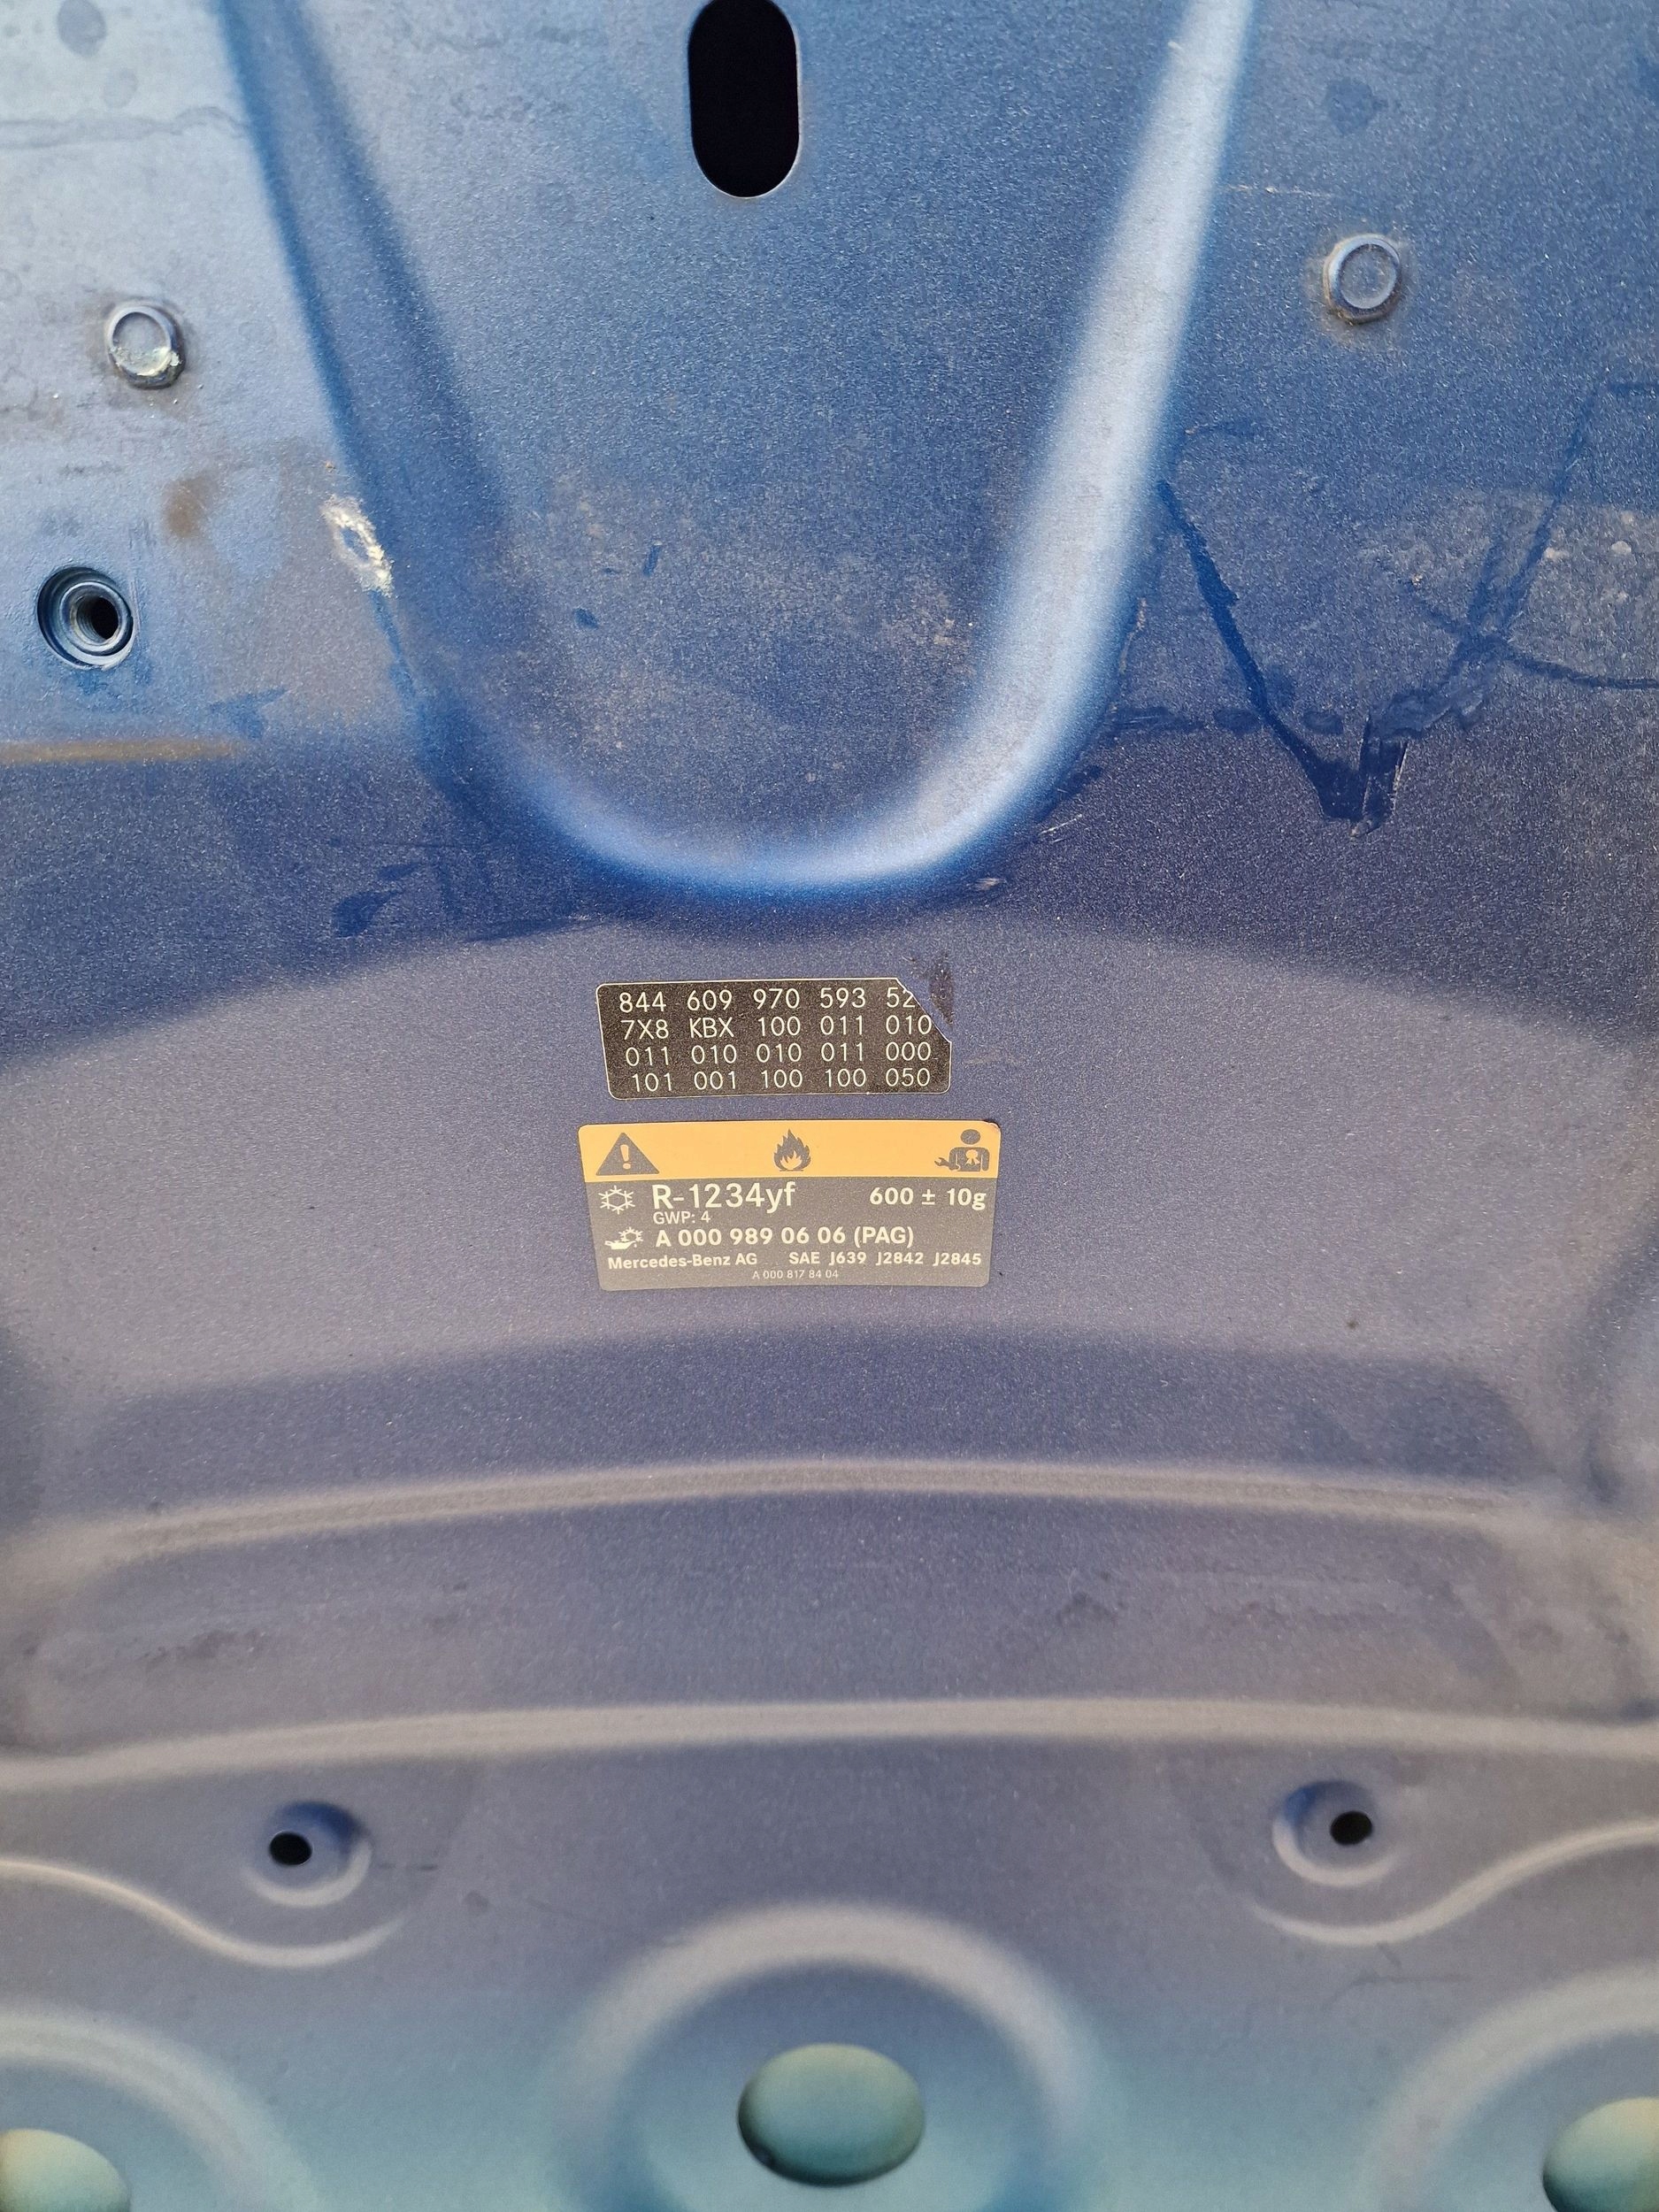 844 609 970 593 52
7X8 KBX 100 011 010
011 010 010 011 000
101 001 100 100 050
R-1234yf 600 ± 10g
GWP: 4
A 000 989 06 06 (PAG)
Mercedes-Benz AG SAE J639 J2842 J2845
A 000 817 84 04